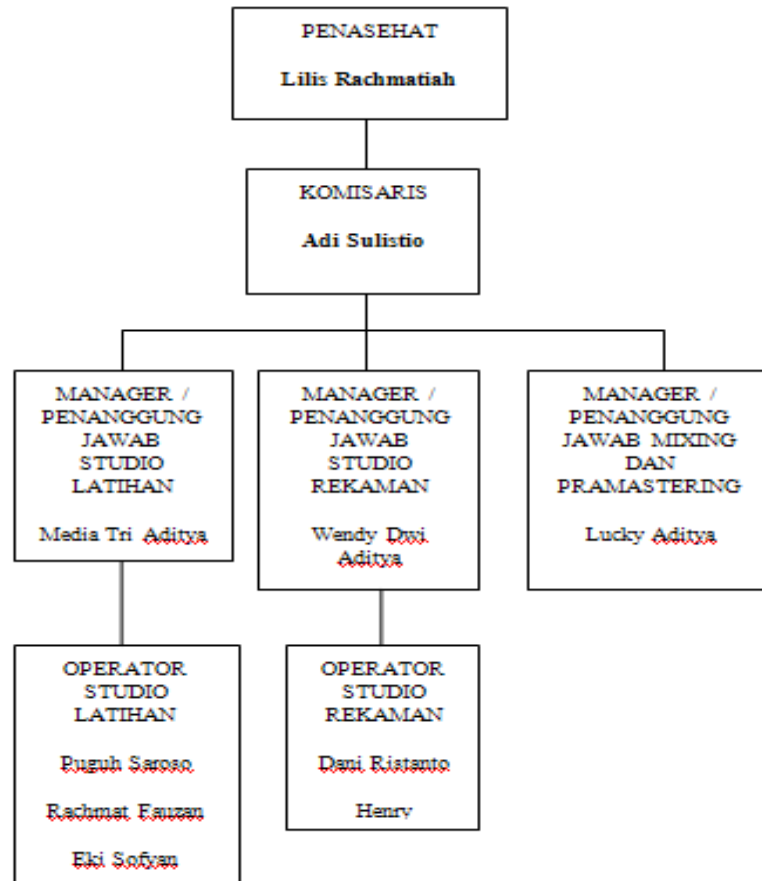 PENASEHAT
Lilis Rachmatiah
KOMISARIS
Adi Sulistio
MANAGER /
PENANGGUNG
JAWAB
STUDIO
LATIHAN
Media Tri Aditya
MANAGER /
PENANGGUNG
JAWAB
STUDIO
REKAMAN
Wendy Dwi
Aditya
MANAGER /
PENANGGUNG
JAWAB MIXING
DAN
PRAMASTERING
Lucky Aditya
OPERATOR
STUDIO
LATIHAN
Puguh Saroso
Rachmat Fauzan
Eki Sofyan
OPERATOR
STUDIO
REKAMAN
Dani Ristanto
Henry